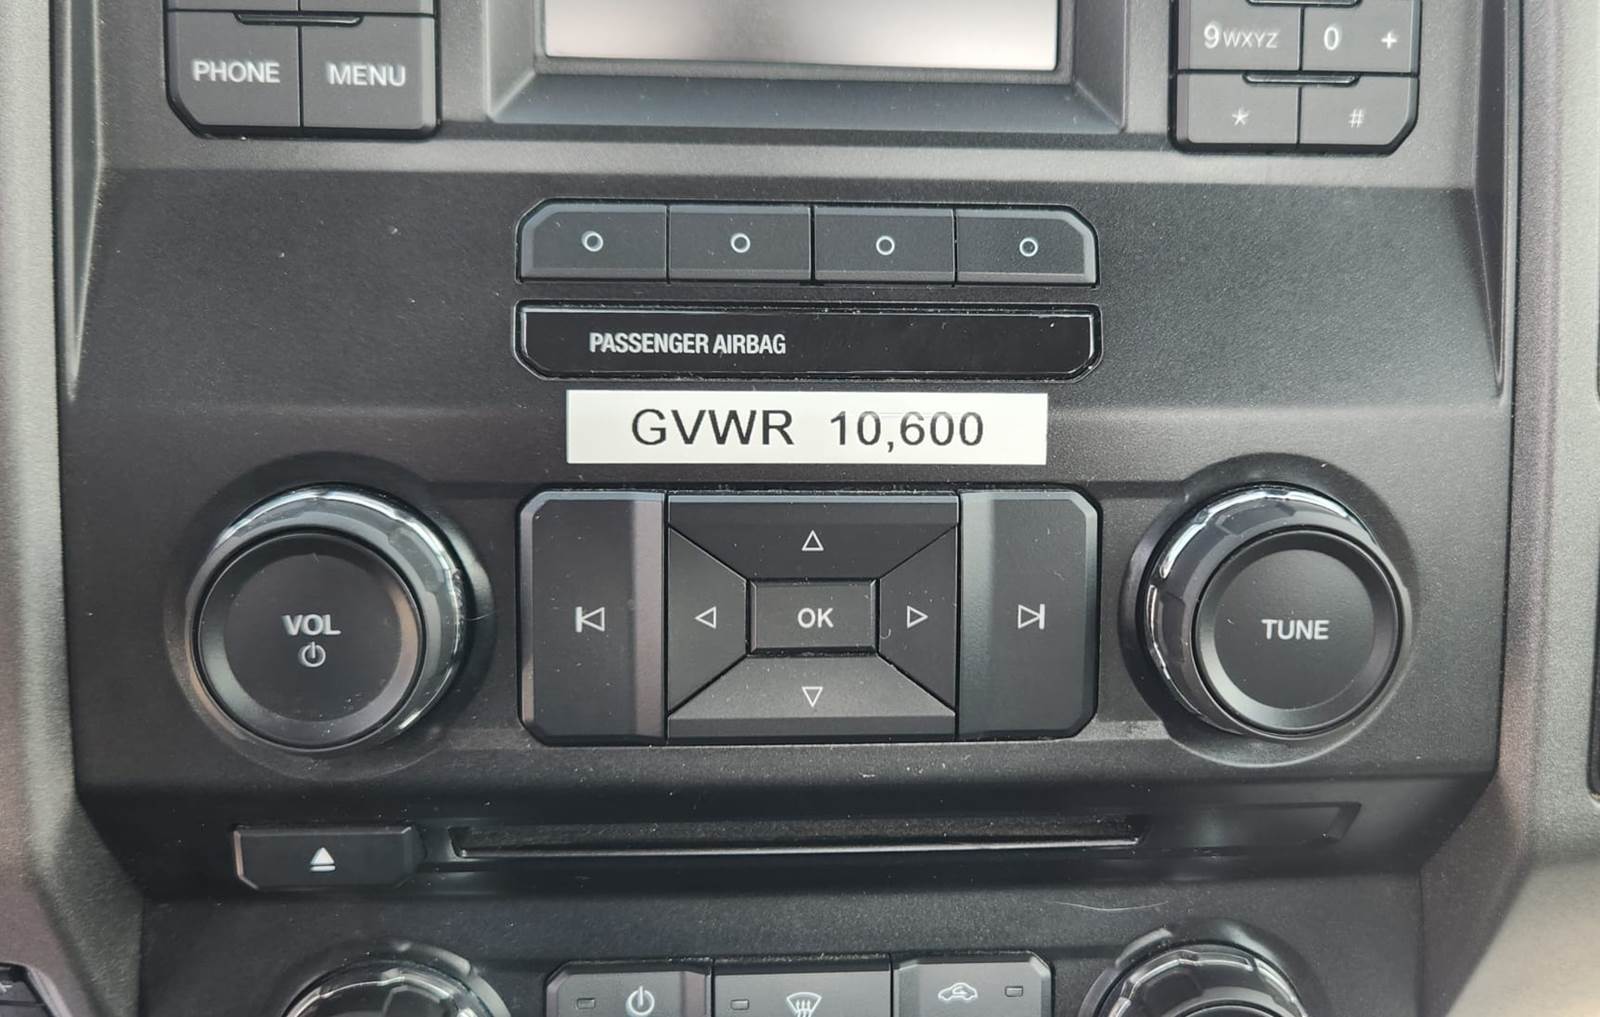 PHONE MENU
9WXYZ 0 +
* #
PASSENGER AIRBAG
GVWR 10,600
VOL
OK
TUNE